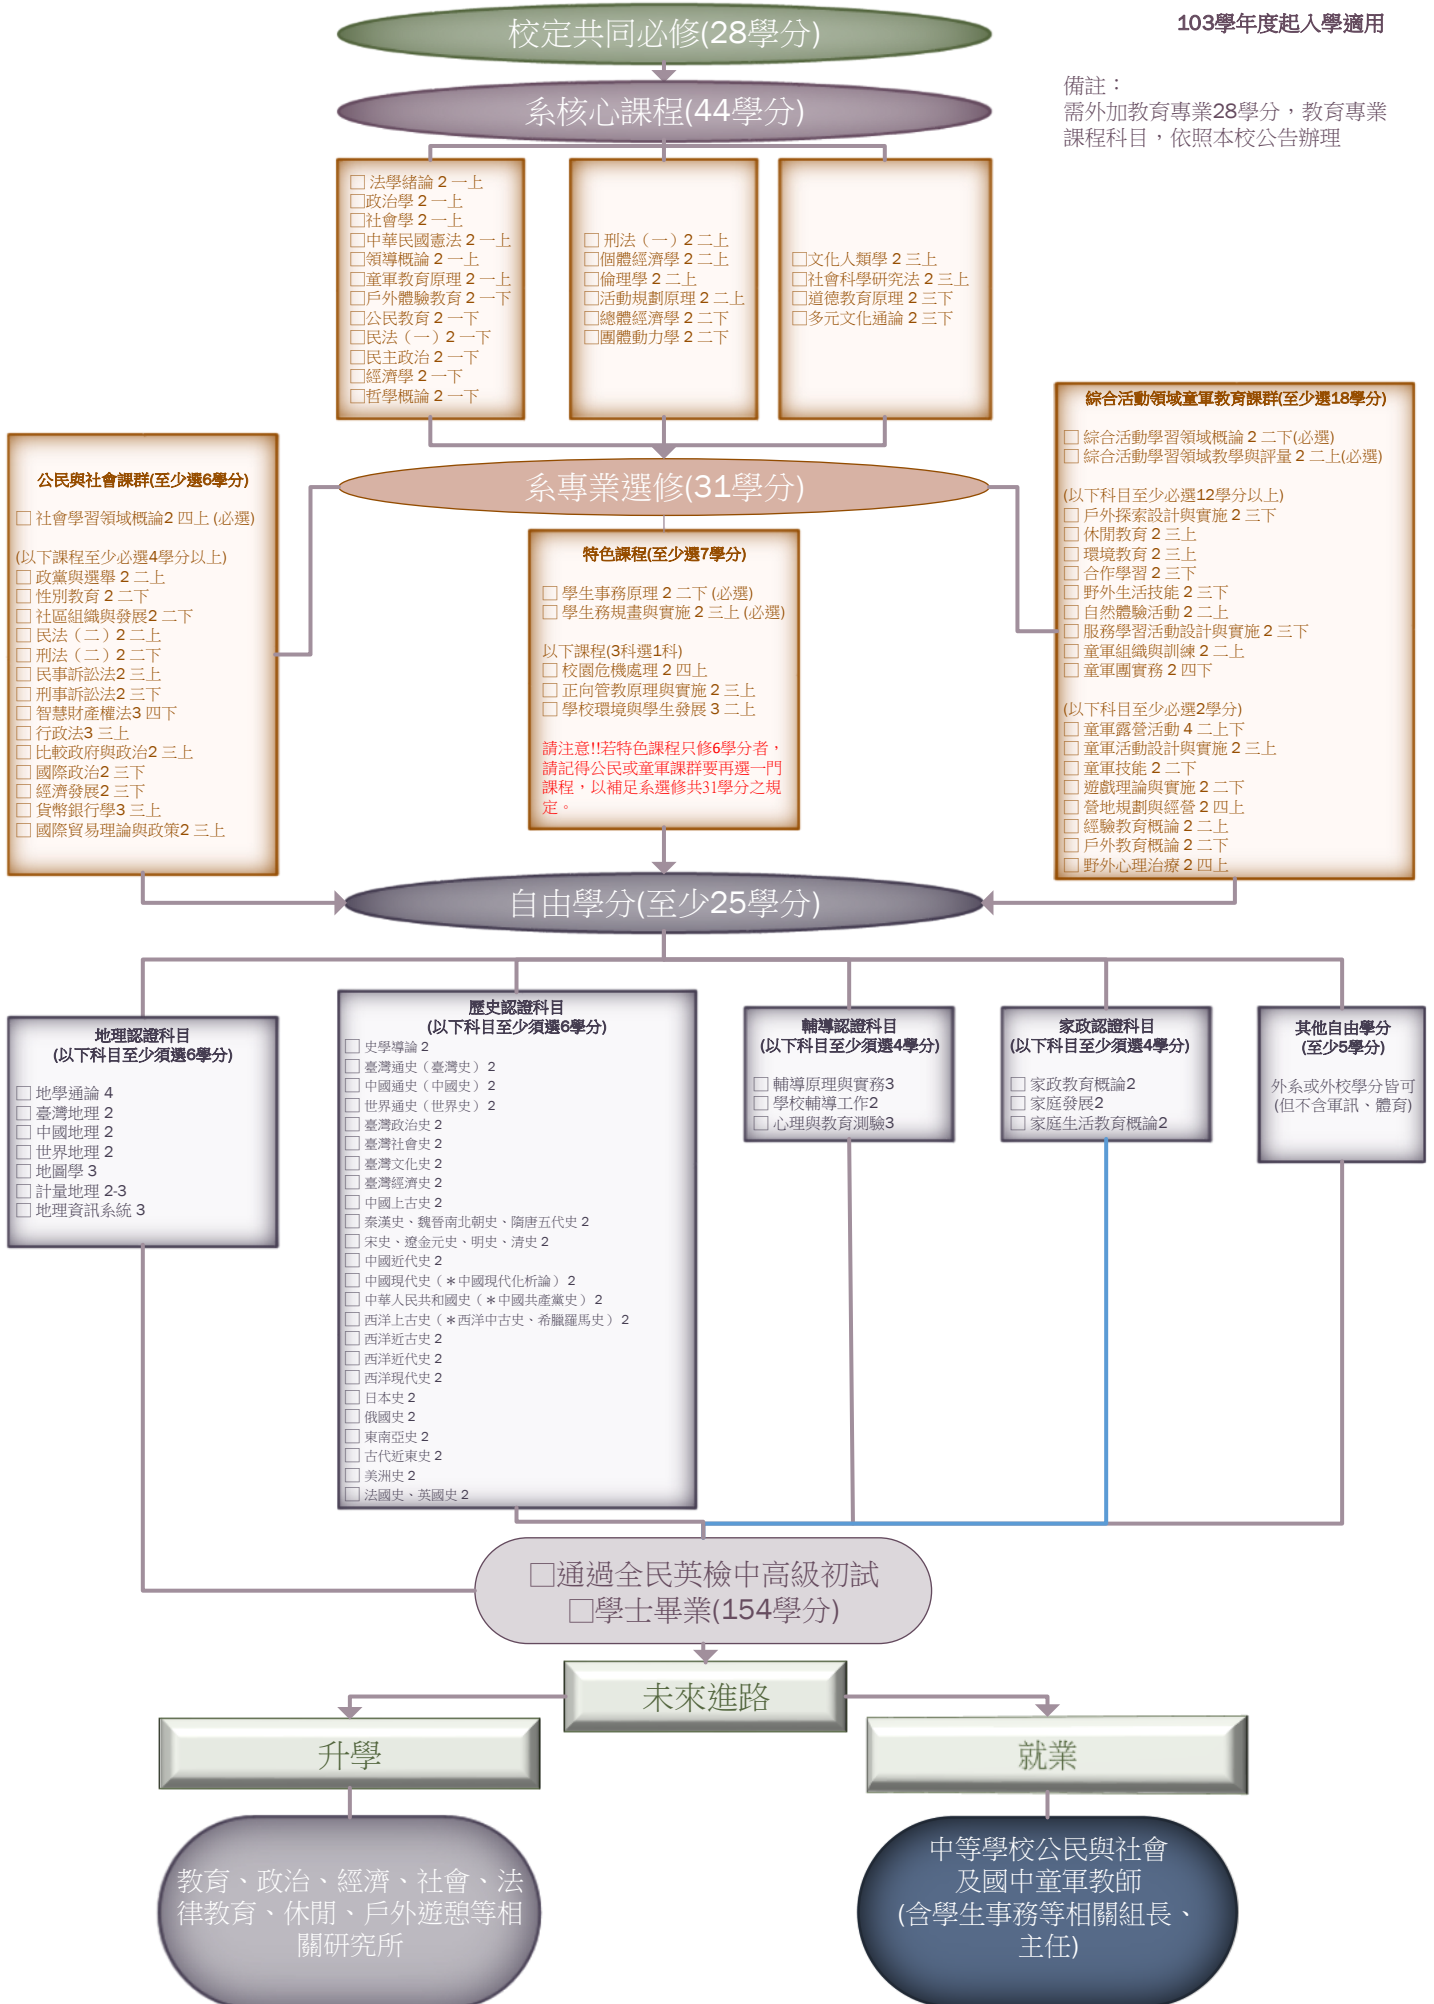 103學年度起入學適用
備註：
需外加教育專業28學分，教育專業
課程科目，依照本校公告辦理
校定共同必修(28學分)
系核心課程(44學分)
□ 法學緒論 2 一上
□政治學 2 一上
□社會學 2 一上
□中華民國憲法 2 一上
□領導概論 2 一上
□童軍教育原理 2 一上
□戶外體驗教育 2 一下
□公民教育 2 一下
□民法（一）2 一下
□民主政治 2 一下
□經濟學 2 一下
□哲學概論 2 一下
□ 刑法（一）2 二上
□個體經濟學 2 二上
□倫理學 2 二上
□活動規劃原理 2 二上
□總體經濟學 2 二下
□團體動力學 2 二下
□文化人類學 2 三上
□社會科學研究法 2 三上
□道德教育原理 2 三下
□多元文化通論 2 三下
系專業選修(31學分)
公民與社會課群(至少選6學分)
□ 社會學習領域概論2 四上 (必選)
(以下課程至少必選4學分以上)
□ 政黨與選舉 2 二上
□ 性別教育 2 二下
□ 社區組織與發展2 二下
□ 民法（二）2 二上
□ 刑法（二）2 二下
□ 民事訴訟法2 三上
□ 刑事訴訟法2 三下
□ 智慧財產權法3 四下
□ 行政法3 三上
□ 比較政府與政治2 三上
□ 國際政治2 三下
□ 經濟發展2 三下
□ 貨幣銀行學3 三上
□ 國際貿易理論與政策2 三上
特色課程(至少選7學分)
□ 學生事務原理 2 二下 (必選)
□ 學生務規畫與實施 2 三上 (必選)
以下課程(3科選1科)
□ 校園危機處理 2 四上
□ 正向管教原理與實施 2 三上
□ 學校環境與學生發展 3 二上
請注意!!若特色課程只修6學分者，
請記得公民或童軍課群要再選一門
課程，以補足系選修共31學分之規
定。
綜合活動領域童軍教育課群(至少選18學分)
□ 綜合活動學習領域概論 2 二下(必選)
□ 綜合活動學習領域教學與評量 2 二上(必選)
(以下科目至少必選12學分以上)
□ 戶外探索設計與實施 2 三下
□ 休閒教育 2 三上
□ 環境教育 2 三上
□ 合作學習 2 三下
□ 野外生活技能 2 三下
□ 自然體驗活動 2 二上
□ 服務學習活動設計與實施 2 三下
□ 童軍組織與訓練 2 二上
□ 童軍團實務 2 四下
(以下科目至少必選2學分)
□ 童軍露營活動 4 二上下
□ 童軍活動設計與實施 2 三上
□ 童軍技能 2 二下
□ 遊戲理論與實施 2 二下
□ 營地規劃與經營 2 四上
□ 經驗教育概論 2 二上
□ 戶外教育概論 2 二下
□ 野外心理治療 2 四上
自由學分(至少25學分)
地理認證科目
(以下科目至少須選6學分)
□ 地學通論 4
□ 臺灣地理 2
□ 中國地理 2
□ 世界地理 2
□ 地圖學 3
□ 計量地理 2-3
□ 地理資訊系統 3
歷史認證科目
(以下科目至少須選6學分)
□ 史學導論 2
□ 臺灣通史（臺灣史）2
□ 中國通史（中國史）2
□ 世界通史（世界史）2
□ 臺灣政治史 2
□ 臺灣社會史 2
□ 臺灣文化史 2
□ 臺灣經濟史 2
□ 中國上古史 2
□ 秦漢史、魏晉南北朝史、隋唐五代史 2
□ 宋史、遼金元史、明史、清史 2
□ 中國近代史 2
□ 中國現代史（＊中國現代化析論）2
□ 中華人民共和國史（＊中國共產黨史）2
□ 西洋上古史（＊西洋中古史、希臘羅馬史）2
□ 西洋近古史 2
□ 西洋近代史 2
□ 西洋現代史 2
□ 日本史 2
□ 俄國史 2
□ 東南亞史 2
□ 古代近東史 2
□ 美洲史 2
□ 法國史、英國史 2
輔導認證科目
(以下科目至少須選4學分)
□ 輔導原理與實務3
□ 學校輔導工作2
□ 心理與教育測驗3
家政認證科目
(以下科目至少須選4學分)
□ 家政教育概論2
□ 家庭發展2
□ 家庭生活教育概論2
其他自由學分
(至少5學分)
外系或外校學分皆可
(但不含軍訊、體育)
□通過全民英檢中高級初試
□學士畢業(154學分)
未來進路
升學
就業
教育、政治、經濟、社會、法
律教育、休閒、戶外遊憩等相
關研究所
中等學校公民與社會
及國中童軍教師
(含學生事務等相關組長、
主任)